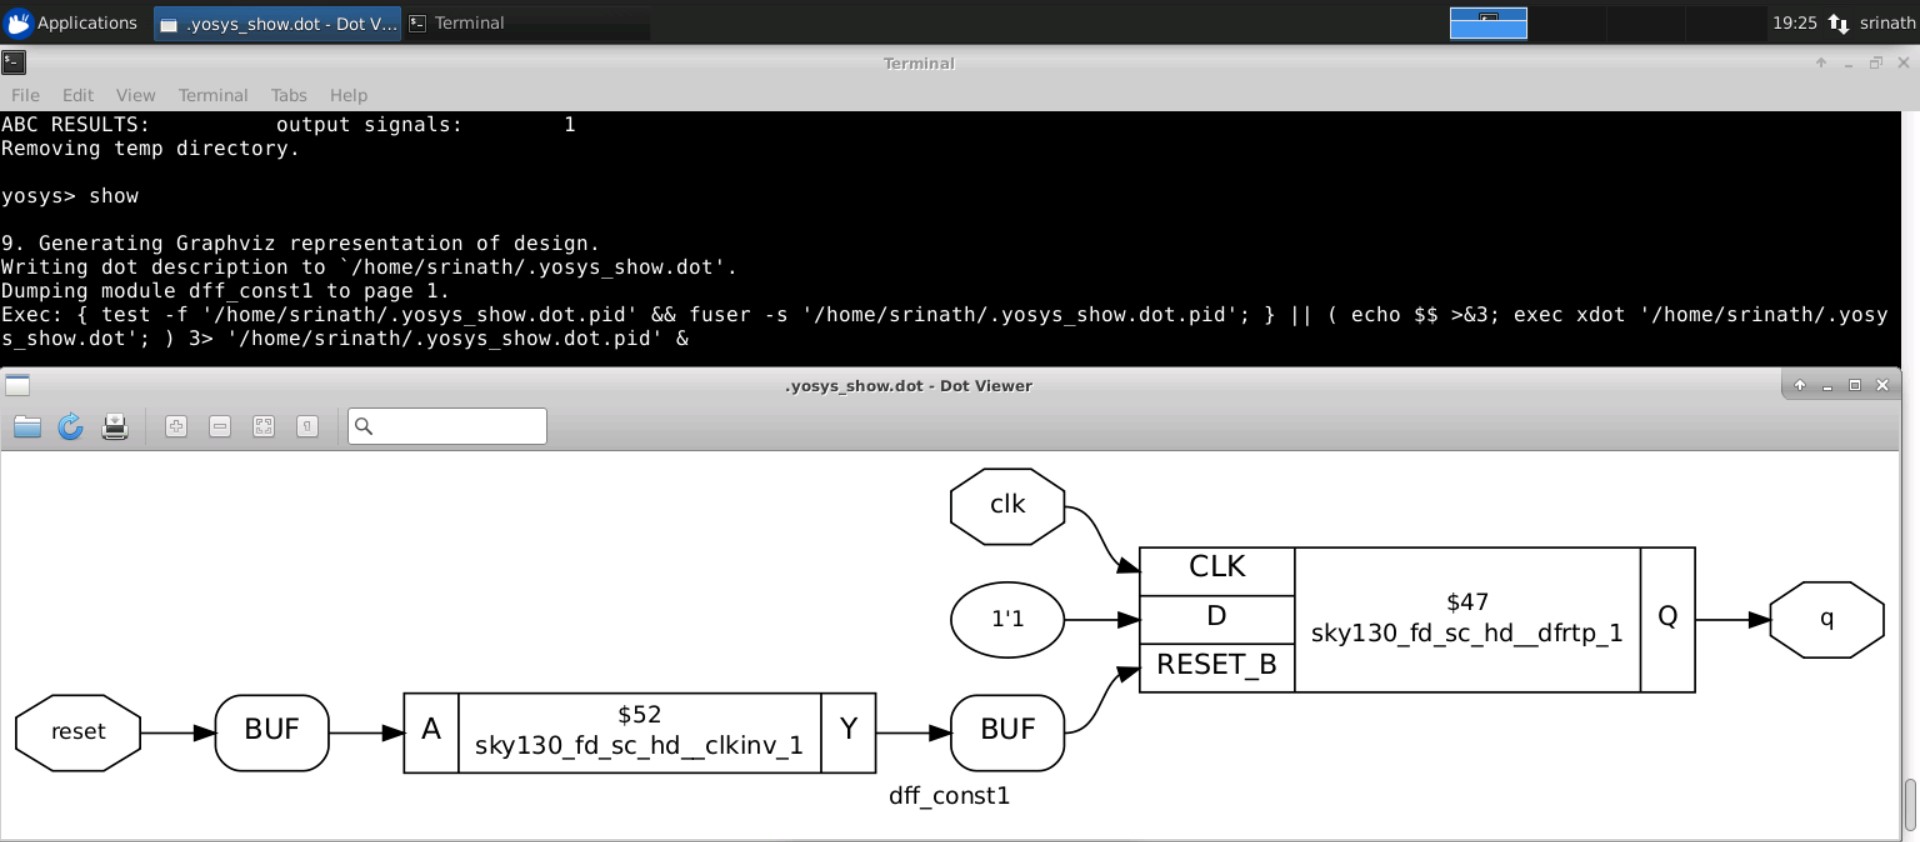 Applications
.yosys_show.dot - Dot V...
Terminal
19:25
srinath
Terminal
File Edit View Terminal Tabs Help
ABC RESULTS: output signals: 1
Removing temp directory.
yosys> show
9. Generating Graphviz representation of design.
Writing dot description to `/home/srinath/.yosys_show.dot'.
Dumping module dff_const1 to page 1.
Exec: { test -f '/home/srinath/.yosys_show.dot.pid' && fuser -s '/home/srinath/.yosys_show.dot.pid'; } || ( echo $$ >&3; exec xdot '/home/srinath/.yosy
s_show.dot'; ) 3> '/home/srinath/.yosys_show.dot.pid' &
.yosys_show.dot - Dot Viewer
clk
CLK
1'1
D
RESET_B
$47
sky130_fd_sc_hd__dfrtp_1
Q
q
reset
BUF
A
$52
sky130_fd_sc_hd__clkinv_1
Y
BUF
dff_const1